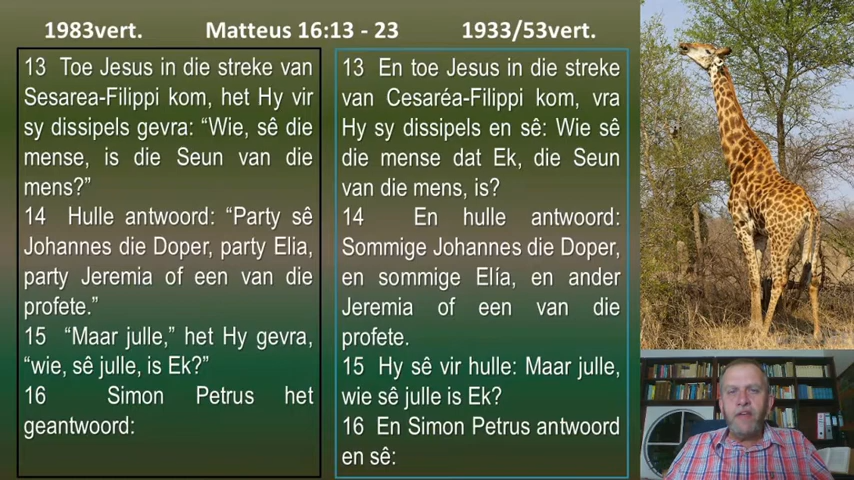 1983vert. Matteus 16:13 - 23 1933/53vert.
13 Toe Jesus in die streke van
Sesarea-Filippi kom, het Hy vir
sy dissipels gevra: “Wie, sê die
mense, is die Seun van die
mens?”
14 Hulle antwoord: “Party sê
Johannes die Doper, party Elia,
party Jeremia of een van die
profete.”
15 “Maar julle,” het Hy gevra,
“wie, sê julle, is Ek?”
16 Simon Petrus het
geantwoord:
13 En toe Jesus in die streke
van Cesaréa-Filippi kom, vra
Hy sy dissipels en sê: Wie sê
die mense dat Ek, die Seun
van die mens, is?
14 En hulle antwoord:
Sommige Johannes die Doper,
en sommige Elía, en ander
Jeremia of een van die
profete.
15 Hy sê vir hulle: Maar julle,
wie sê julle is Ek?
16 En Simon Petrus antwoord
en sê: